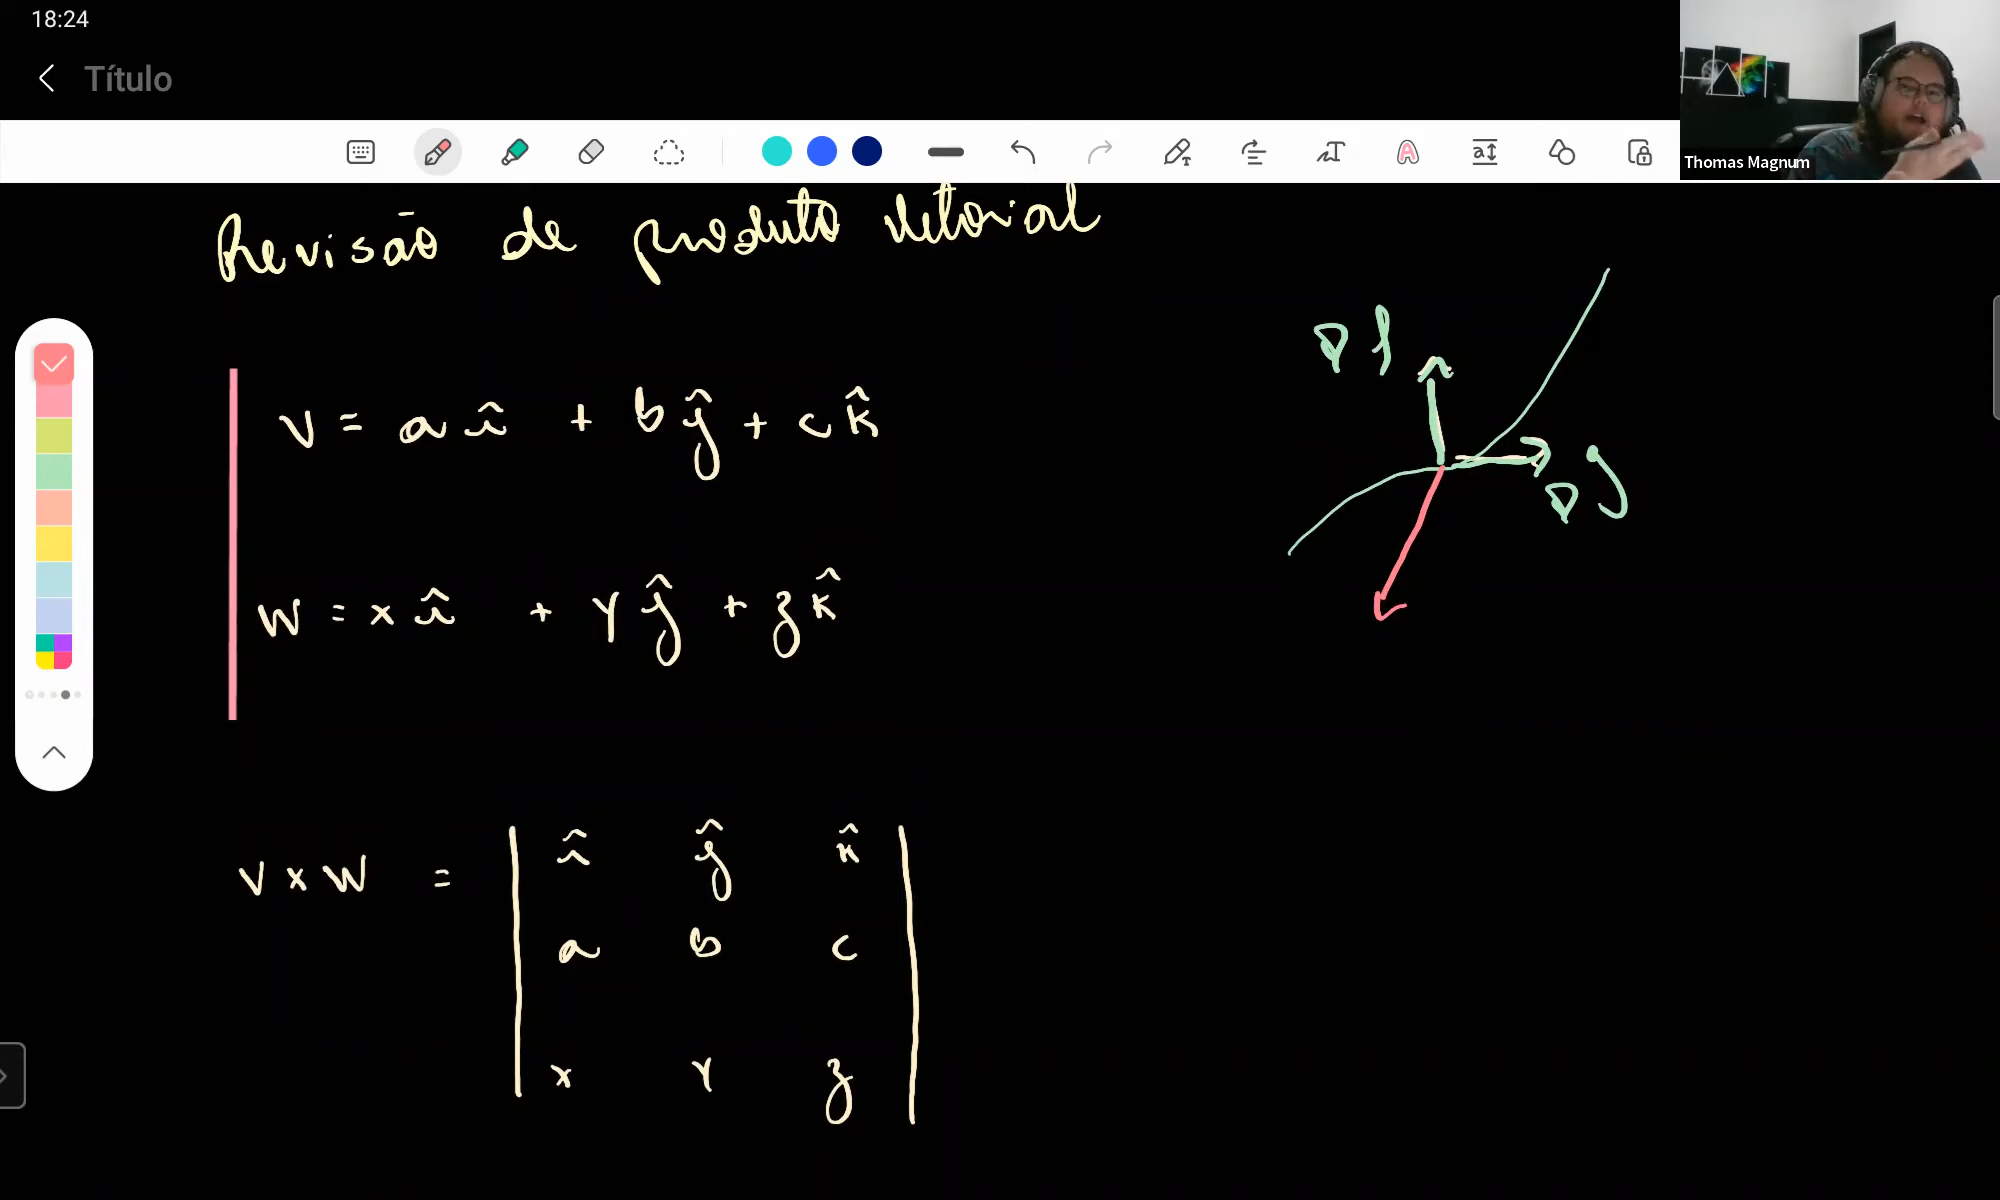 18:24
Título
Thomas Magnum
Revisão de produto vetorial
∇f
V = a î + b ĵ + c k̂
∇g
W = x î + y ĵ + z k̂
V x W = | î ĵ k̂ |
a b c
x y z